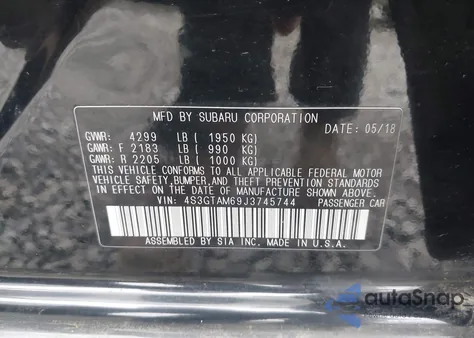 MFD BY SUBARU CORPORATION
DATE: 05/18
GVWR: 4299 LB( 1950 KG)
GAWR: F 2183 LB( 990 KG)
GAWR: R 2205 LB( 1000 KG)
THIS VEHICLE CONFORMS TO ALL APPLICABLE FEDERAL MOTOR
VEHICLE SAFETY, BUMPER, AND THEFT PREVENTION STANDARDS
IN EFFECT ON THE DATE OF MANUFACTURE SHOWN ABOVE.
VIN: 4S3GTAM69J3745744 PASSENGER CAR
ASSEMBLED BY SIA INC, MADE IN U.S.A.
autoSnap